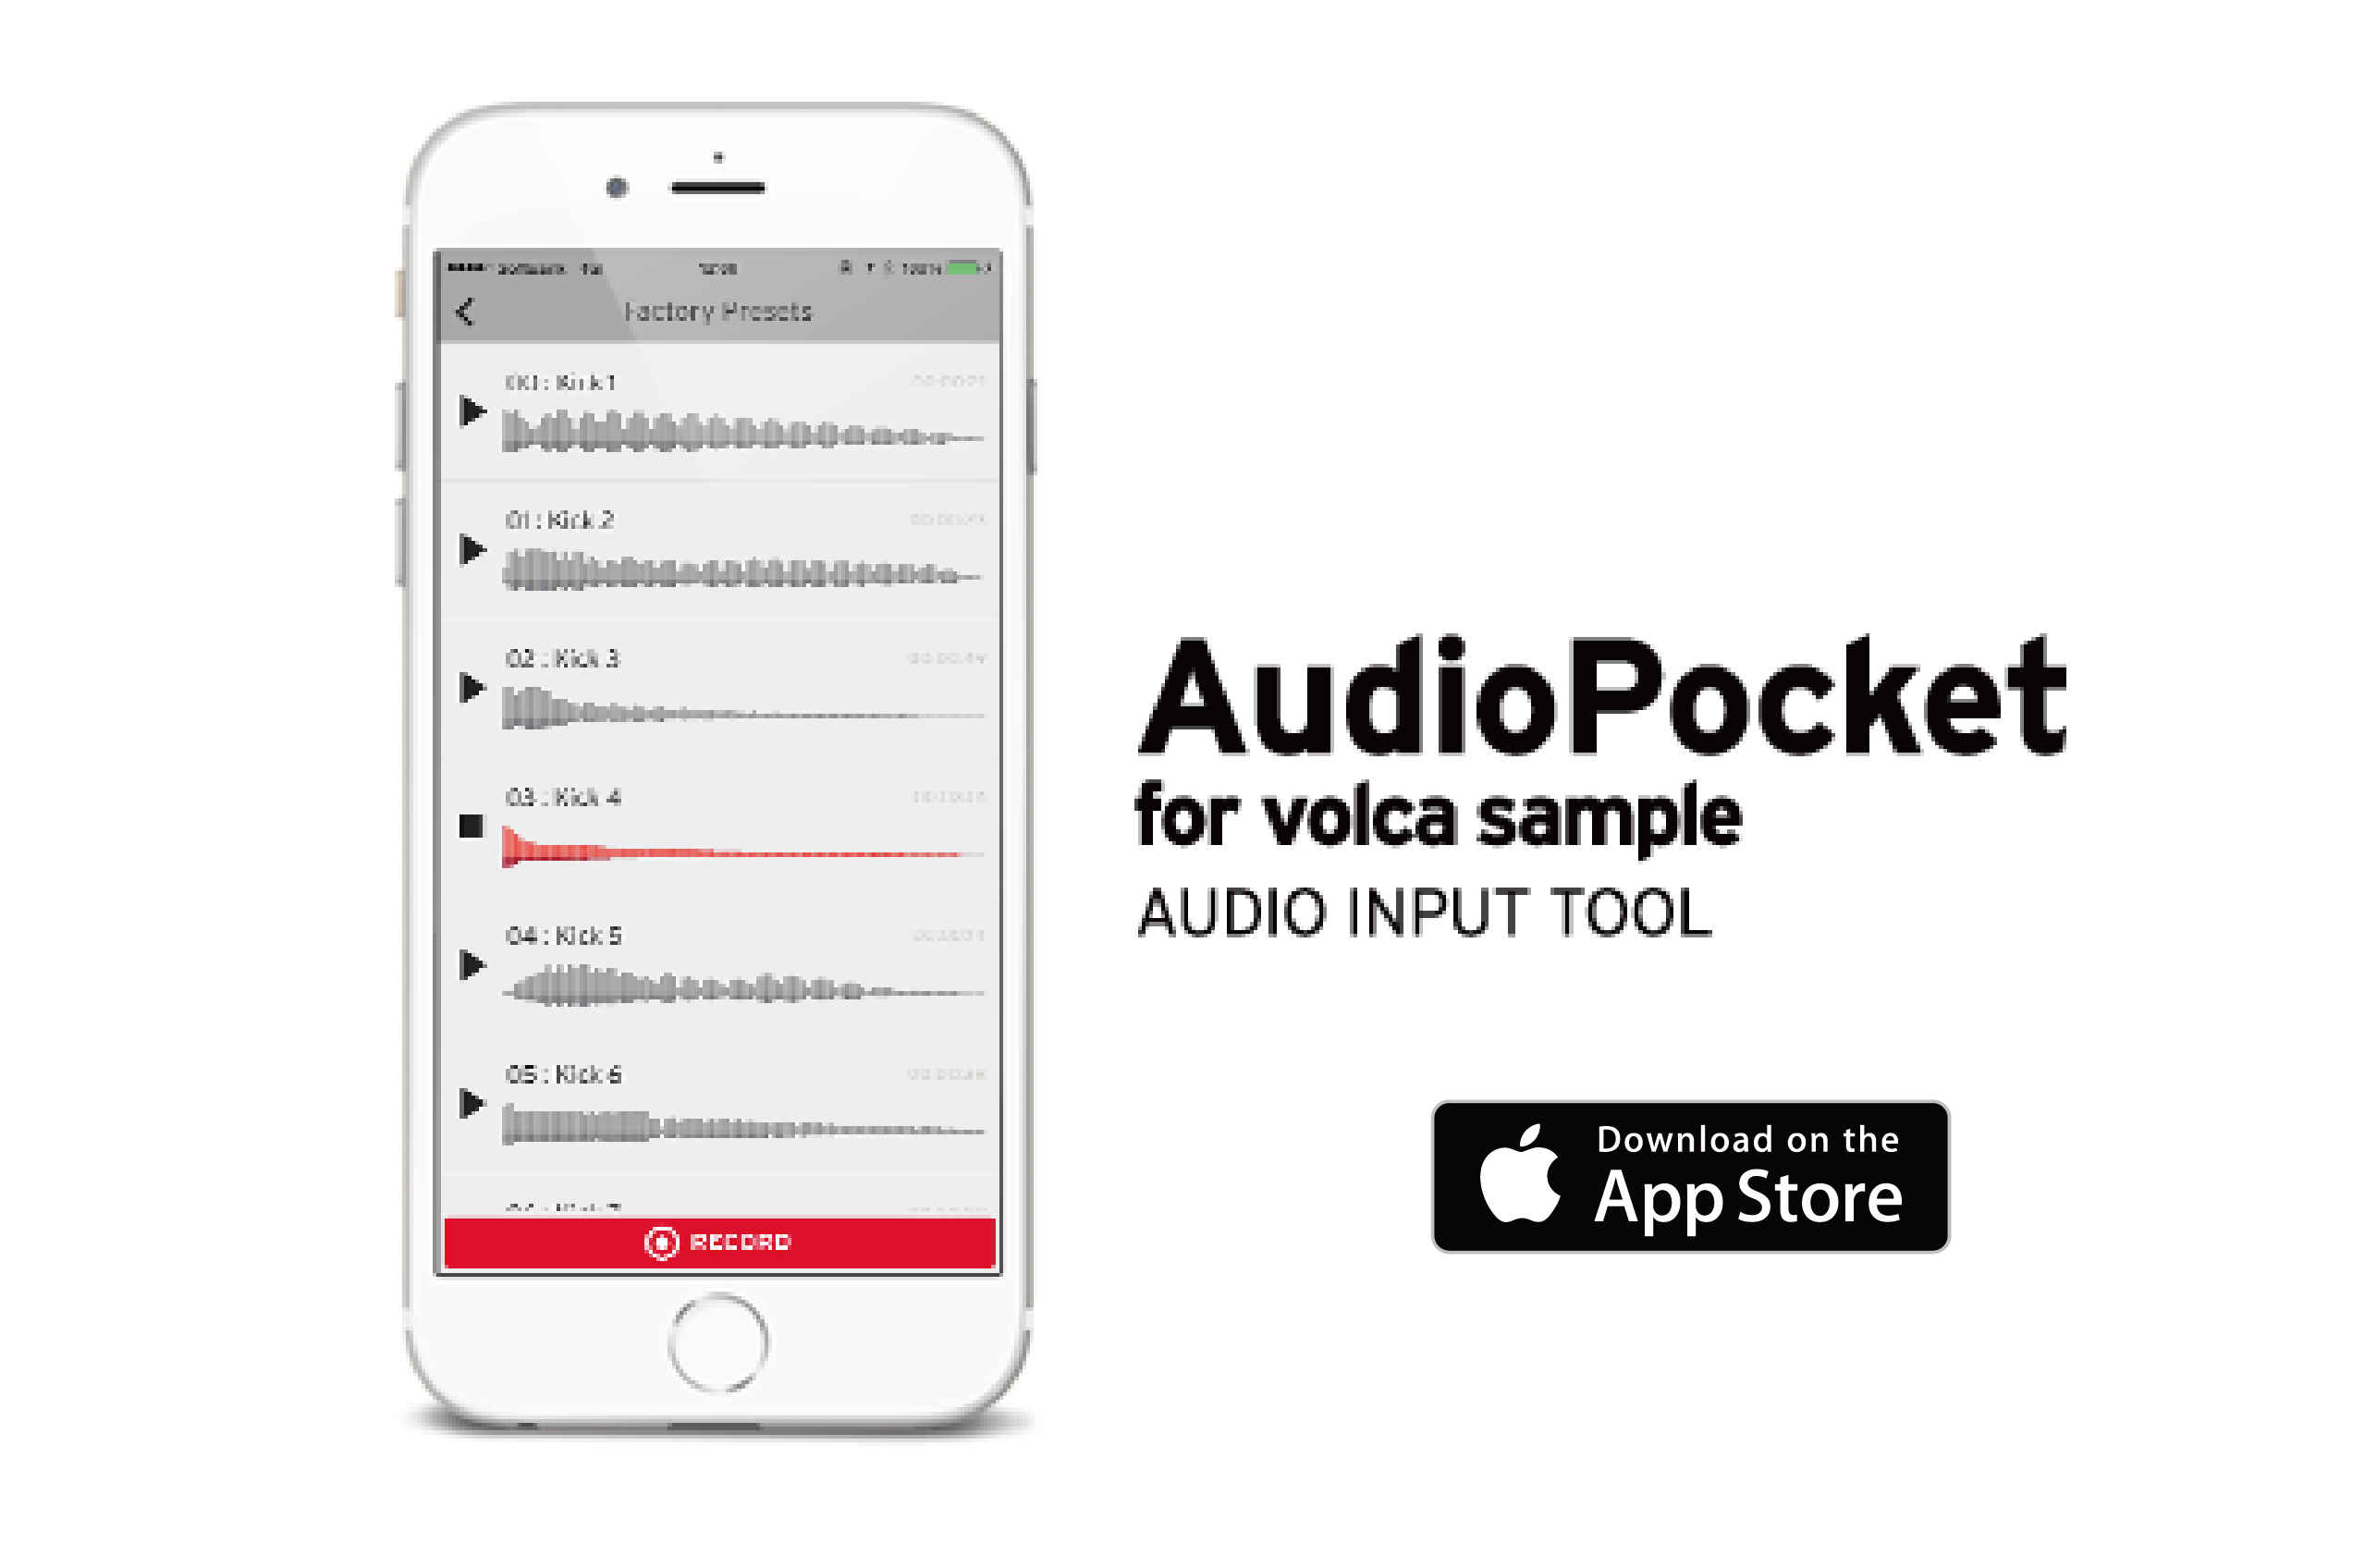 100%
Factory Presets
00 : Kick 1
01 : Kick 2
02 : Kick 3
03 : Kick 4
04 : Kick 5
05 : Kick 6
RECORD
AudioPocket
for volca sample
AUDIO INPUT TOOL
Download on the
App Store